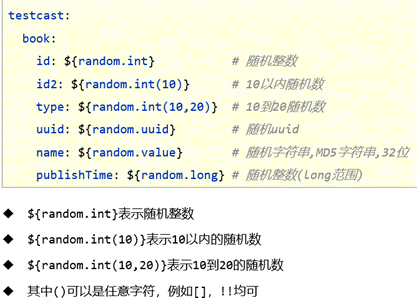 testcast:
book:
id: ${random.int} # 随机整数
id2: ${random.int(10)} # 10以内随机数
type: ${random.int(10,20)} # 10到20随机数
uuid: ${random.uuid} # 随机uuid
name: ${random.value} # 随机字符串,MD5字符串,32位
publishTime: ${random.long} # 随机整数(long范围)
◆ ${random.int}表示随机整数
◆ ${random.int(10)}表示10以内的随机数
◆ ${random.int(10,20)}表示10到20的随机数
◆ 其中()可以是任意字符，例如[]，!!均可